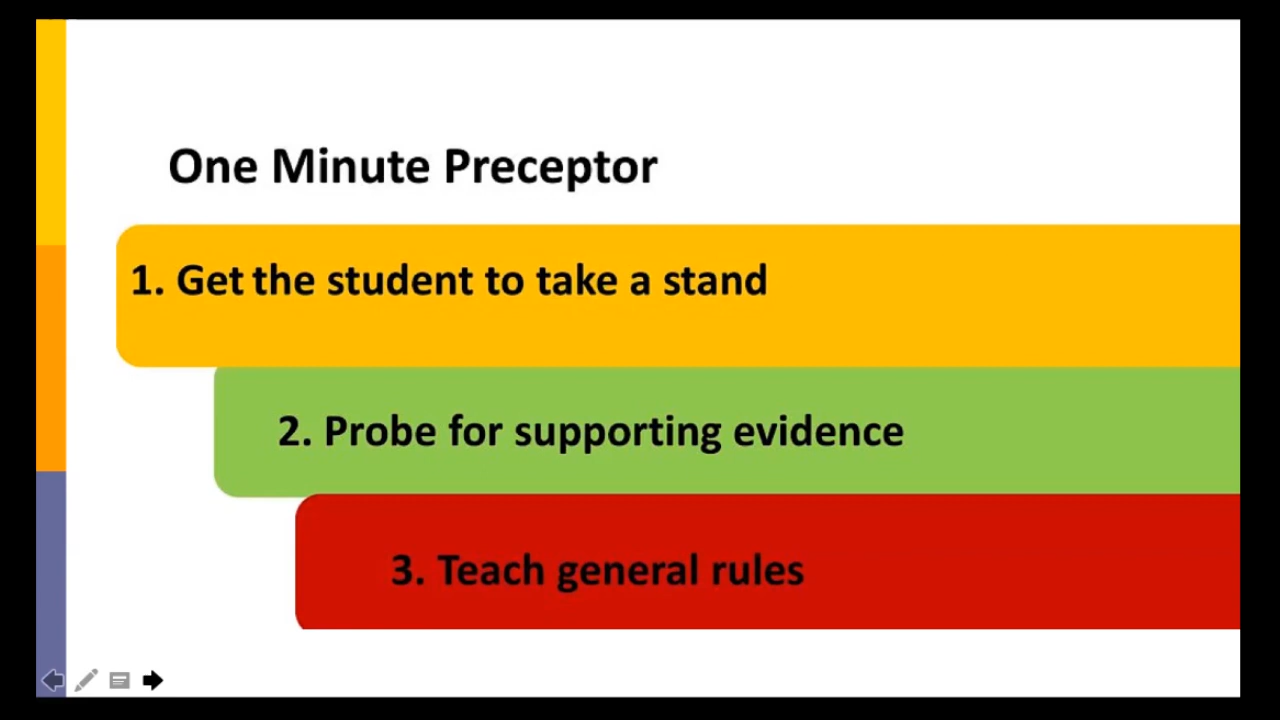 One Minute Preceptor
1. Get the student to take a stand
2. Probe for supporting evidence
3. Teach general rules